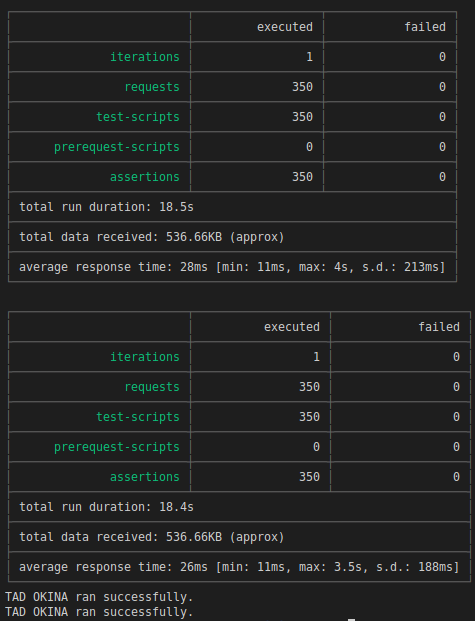 executed failed
iterations 1 0
requests 350 0
test-scripts 350 0
prerequest-scripts 0 0
assertions 350 0
total run duration: 18.5s
total data received: 536.66KB (approx)
average response time: 28ms [min: 11ms, max: 4s, s.d.: 213ms]
executed failed
iterations 1 0
requests 350 0
test-scripts 350 0
prerequest-scripts 0 0
assertions 350 0
total run duration: 18.4s
total data received: 536.66KB (approx)
average response time: 26ms [min: 11ms, max: 3.5s, s.d.: 188ms]
TAD OKINA ran successfully.
TAD OKINA ran successfully.